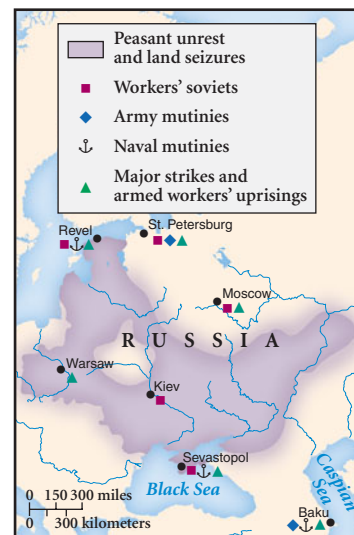 Peasant unrest
and land seizures
Workers' soviets
Army mutinies
Naval mutinies
Major strikes and
armed workers' uprisings
Revel
St. Petersburg
Moscow
R U S S I A
Warsaw
Kiev
Sevastopol
Black Sea
Caspian
Sea
Baku
0 150 300 miles
0 300 kilometers